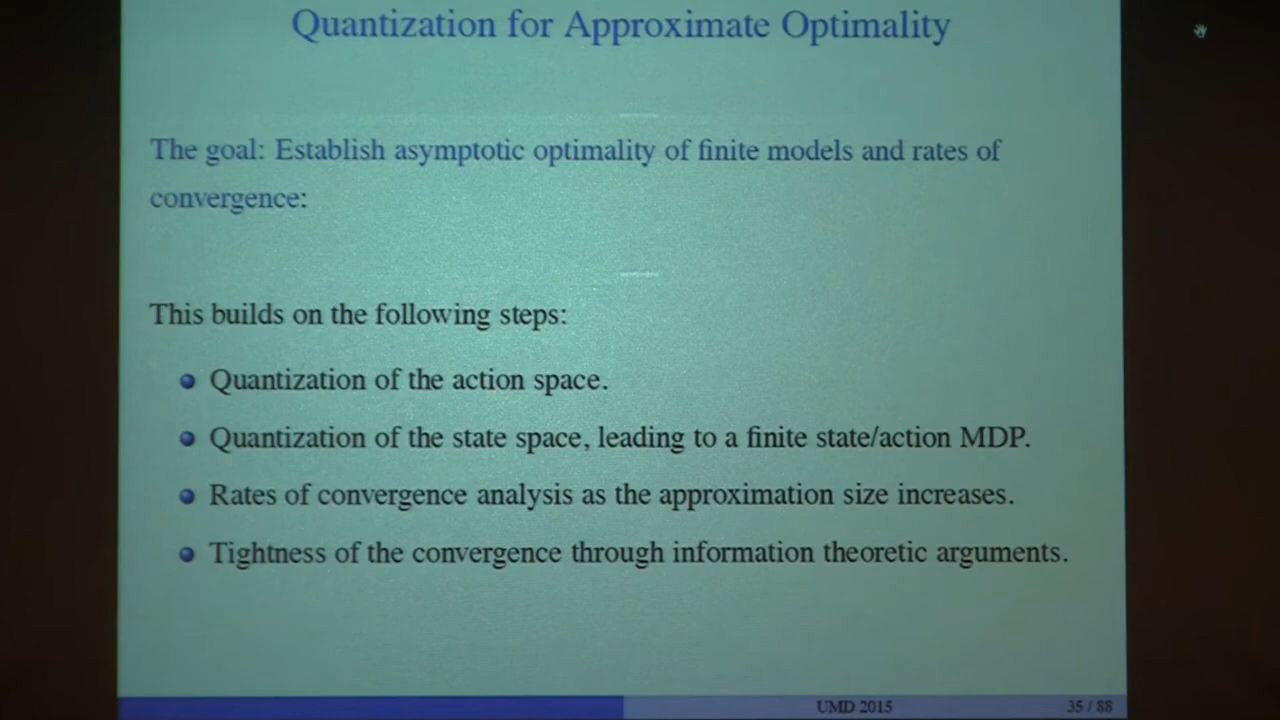 Quantization for Approximate Optimality
The goal: Establish asymptotic optimality of finite models and rates of
convergence:
This builds on the following steps:
Quantization of the action space.
Quantization of the state space, leading to a finite state/action MDP.
Rates of convergence analysis as the approximation size increases.
Tightness of the convergence through information theoretic arguments.
UMD 2015 35 / 88